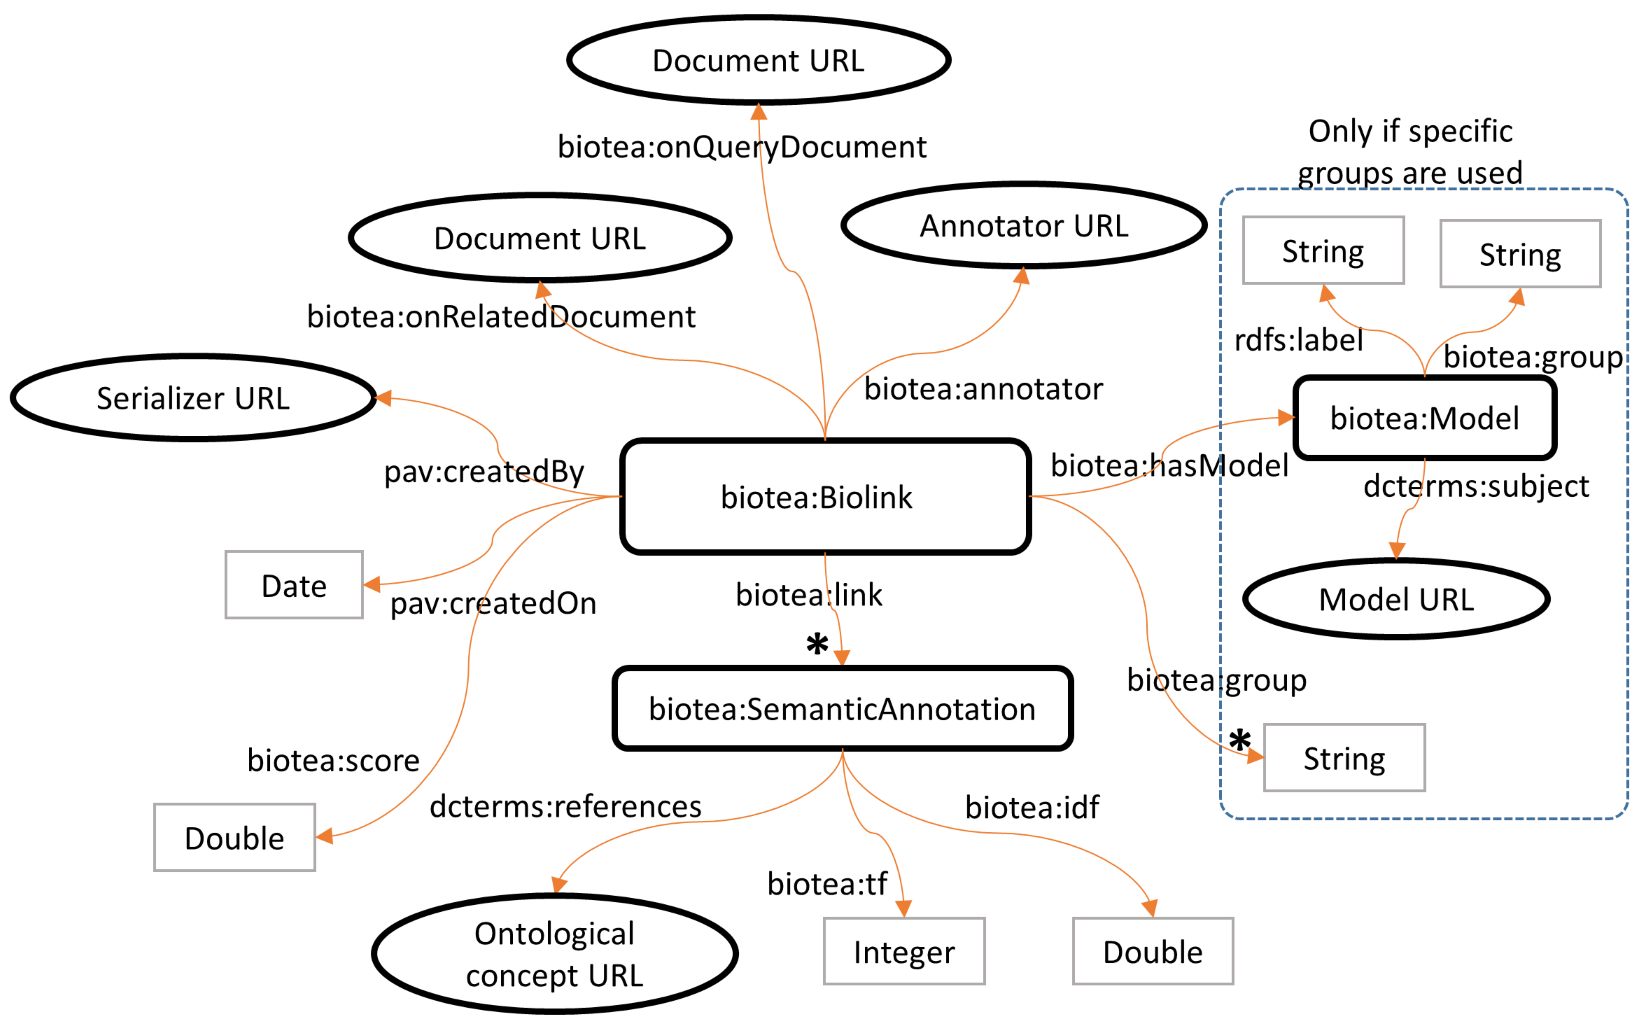 Document URL
biotea:onQueryDocument
Only if specific
groups are used
Document URL
Annotator URL
String
String
biotea:onRelatedDocument
rdfs:label
biotea:group
Serializer URL
biotea:annotator
biotea:Model
pav:createdBy
biotea:Biolink
biotea:hasModel
dcterms:subject
Date
pav:createdOn
biotea:link
Model URL
*
biotea:SemanticAnnotation
biotea:group
*
String
biotea:score
Double
dcterms:references
biotea:idf
biotea:tf
Ontological
concept URL
Integer
Double